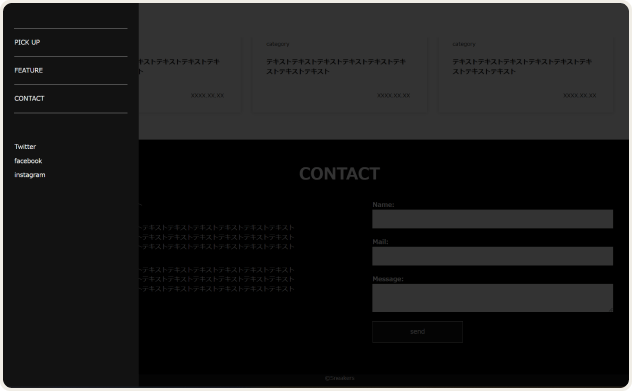 PICK UP
FEATURE
CONTACT
Twitter
facebook
instagram
category
キストテキストテキストテキスト
ト
XXXX.XX.XX
category
テキストテキストテキストテキストテキストテキ
ストテキストテキスト
XXXX.XX.XX
category
テキストテキストテキストテキストテキストテキ
ストテキストテキスト
XXXX.XX.XX
CONTACT
テキストテキストテキストテキストテキストテキスト
テキストテキストテキストテキストテキストテキスト
テキストテキストテキストテキストテキストテキスト
テキストテキストテキストテキストテキストテキスト
テキストテキストテキストテキストテキストテキスト
テキストテキストテキストテキストテキストテキスト
Name:
Mail:
Message:
send